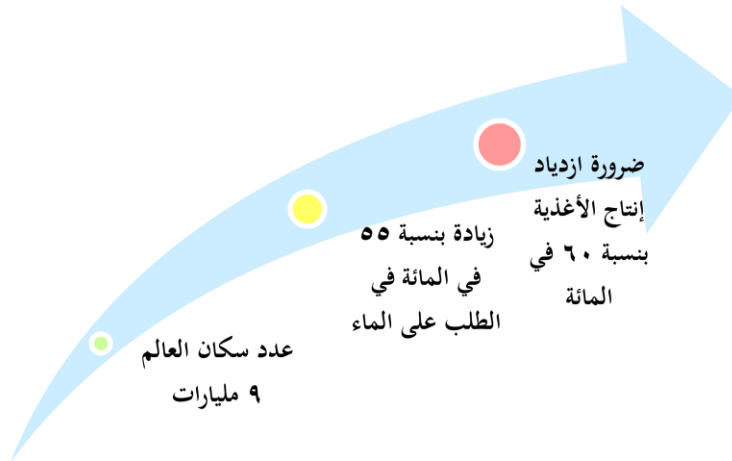 ضرورة ازدياد
إنتاج الأغذية
بنسبة ٦٠ في
المائة
زيادة بنسبة ٥٥
في المائة في
الطلب على الماء
عدد سكان العالم
٩ مليارات